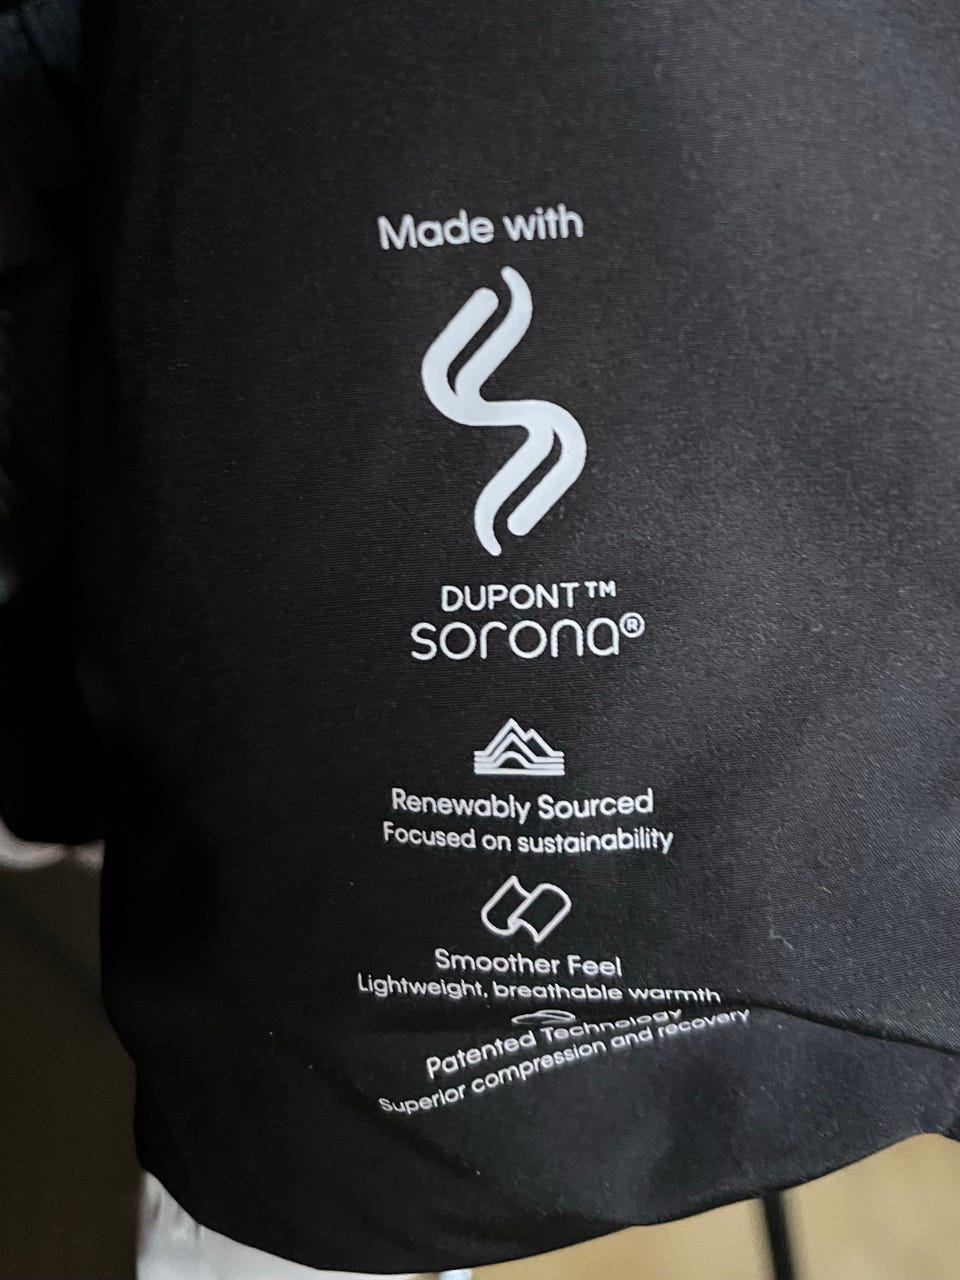 Made with
DUPONT™
sorona®
Renewably Sourced
Focused on sustainability
Smoother Feel
Lightweight, breathable warmth
Patented Technology
Superior compression and recovery